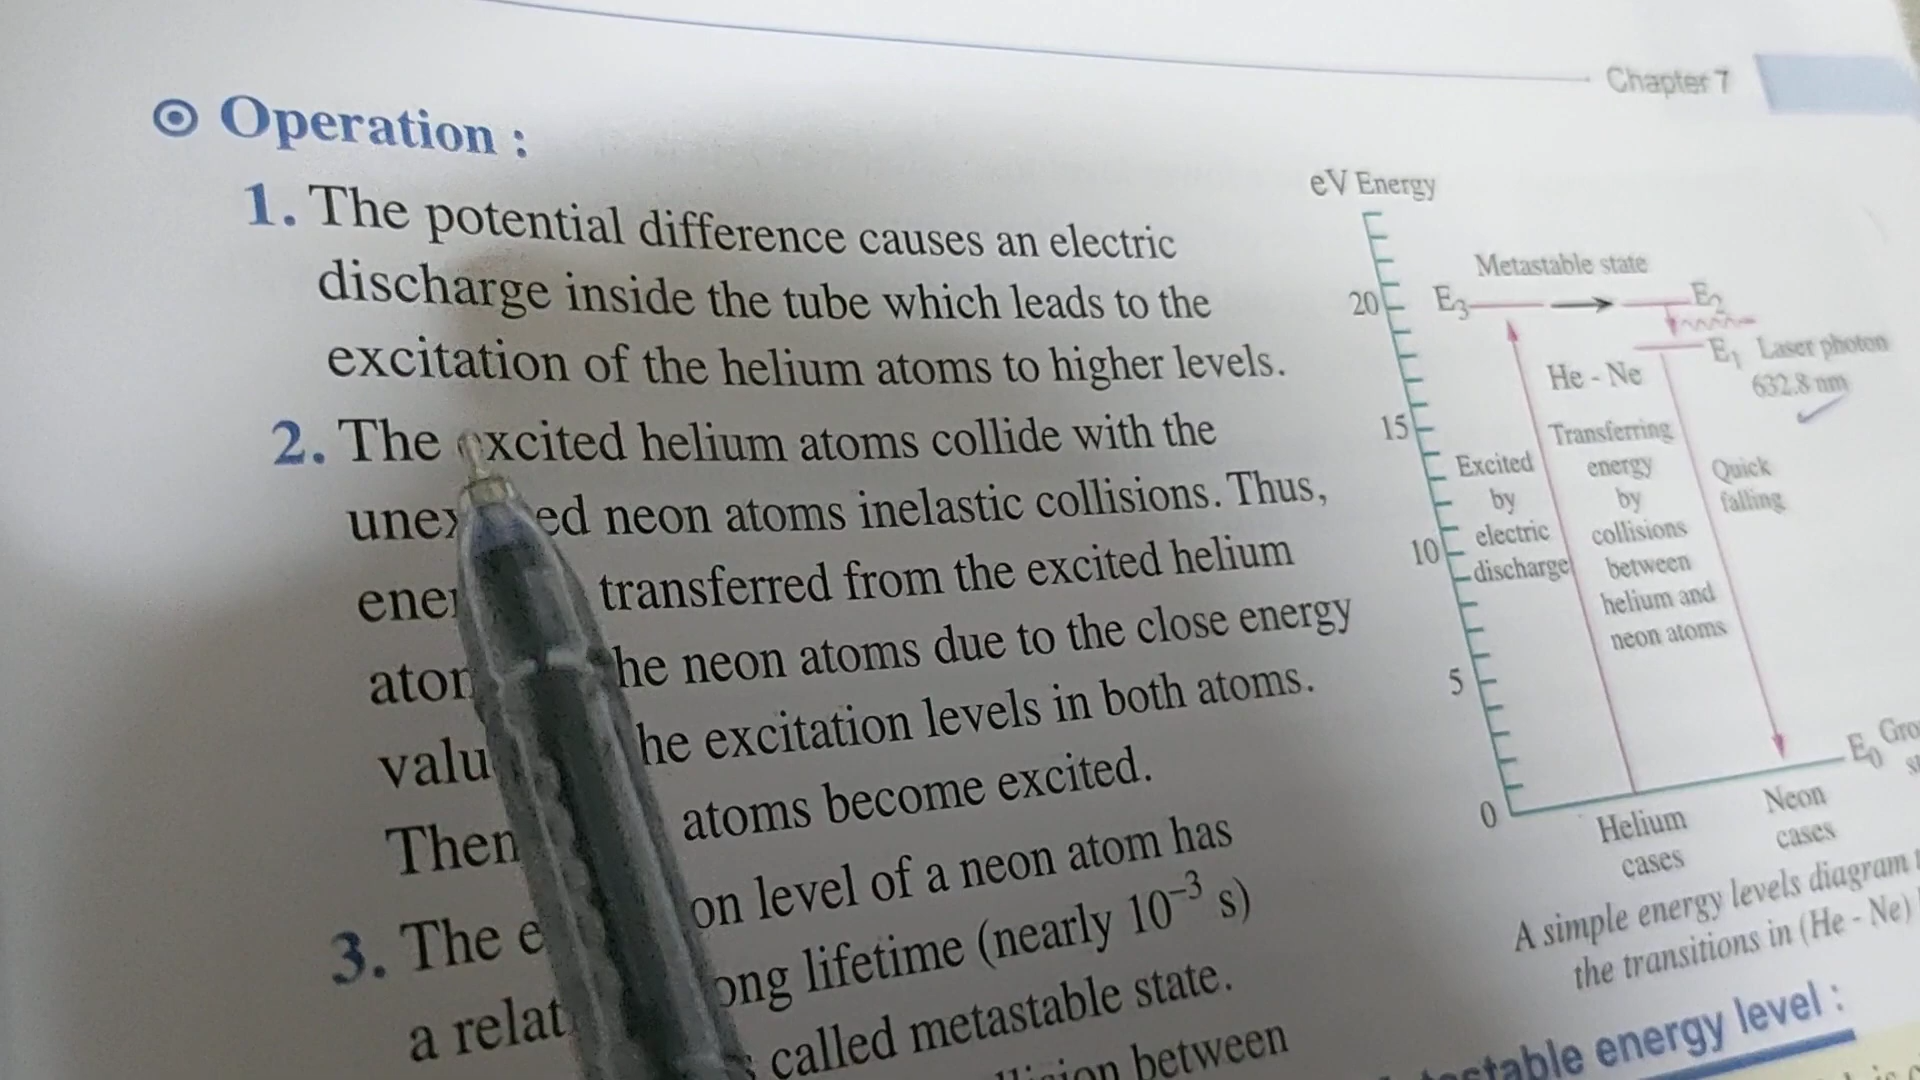 Chapter 7
Operation :
1. The potential difference causes an electric
discharge inside the tube which leads to the
excitation of the helium atoms to higher levels.
2. The excited helium atoms collide with the
ed neon atoms inelastic collisions. Thus,
transferred from the excited helium
he neon atoms due to the close energy
he excitation levels in both atoms.
Then atoms become excited.
3. The e on level of a neon atom has
a relat ong lifetime (nearly 10⁻³ s)
called metastable state.
between
eV Energy
20
15
10
5
0
Metastable state
E₃
E₂
E₁ Laser photon
632.8 nm
He - Ne
Excited
by
electric
discharge
Transferring
energy
by
collisions
between
helium and
neon atoms
Quick
falling
E₀
Helium
cases
Neon
cases
A simple energy levels diagram
the transitions in (He - Ne)
energy level :